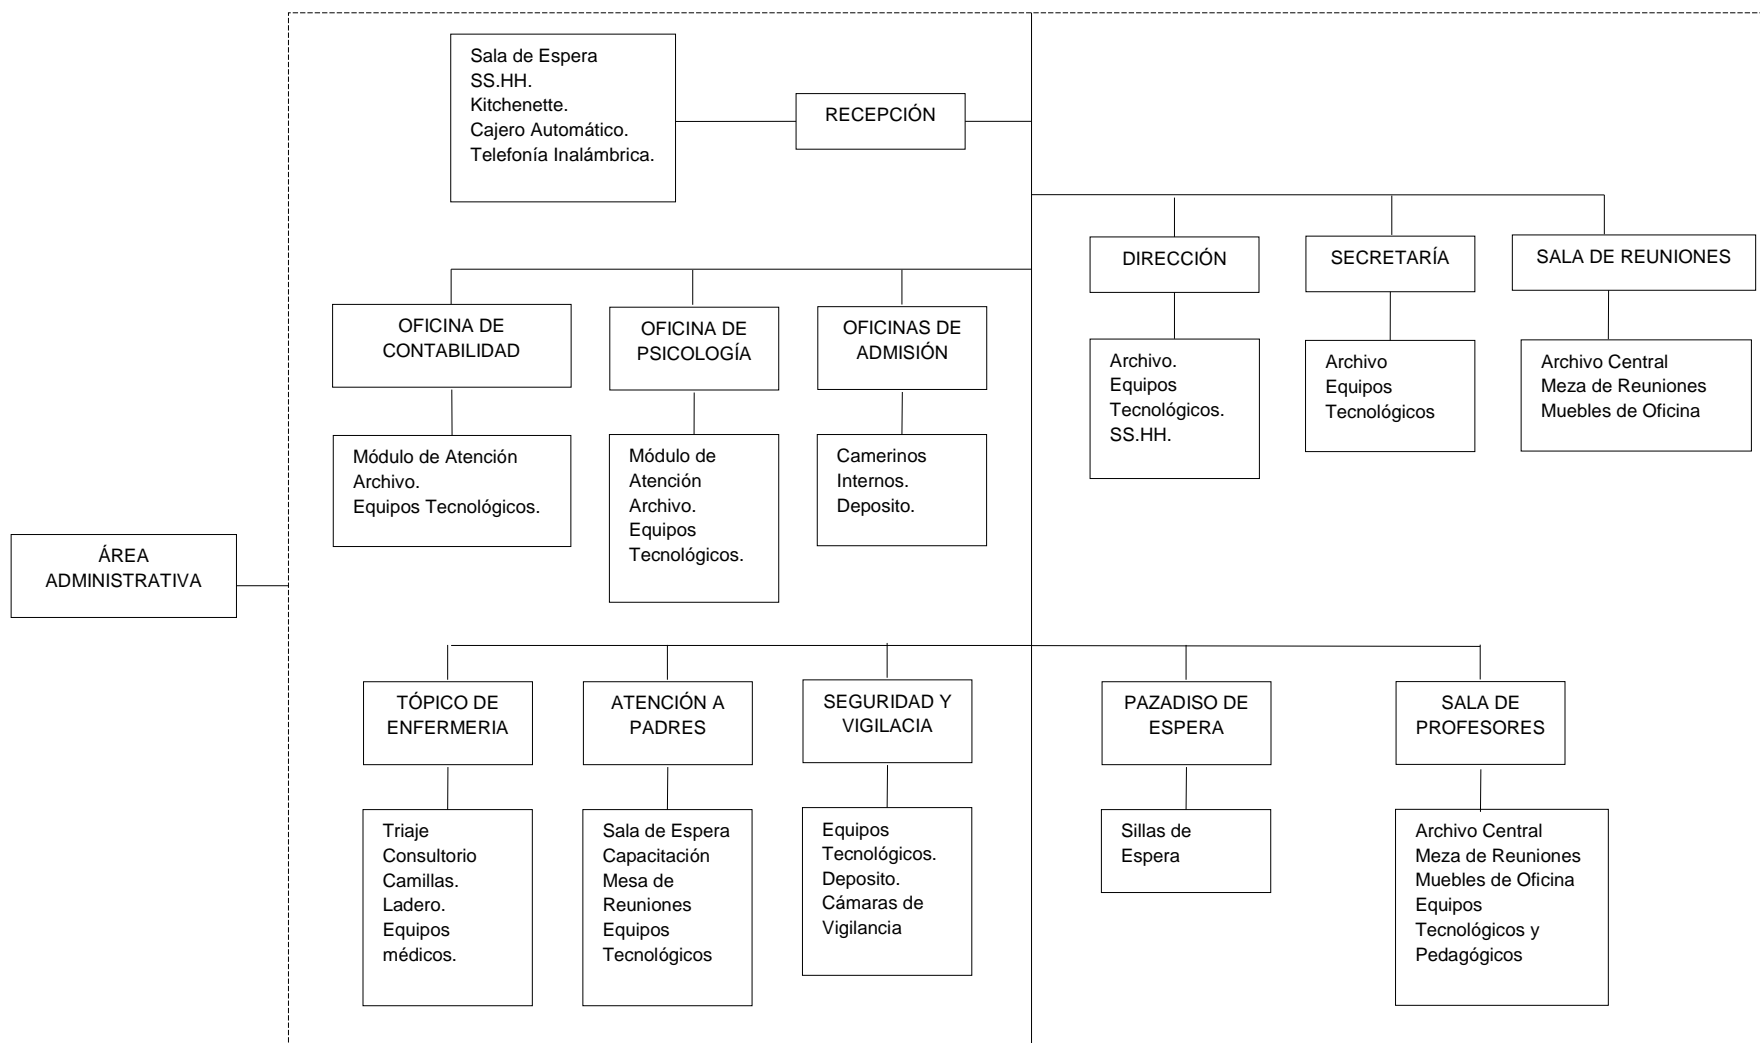 Sala de Espera
SS.HH.
Kitchenette.
Cajero Automático.
Telefonía Inalámbrica.
RECEPCIÓN
DIRECCIÓN
SECRETARÍA
SALA DE REUNIONES
Archivo.
Equipos
Tecnológicos.
SS.HH.
Archivo
Equipos
Tecnológicos
Archivo Central
Meza de Reuniones
Muebles de Oficina
OFICINA DE
CONTABILIDAD
OFICINA DE
PSICOLOGÍA
OFICINAS DE
ADMISIÓN
Módulo de Atención
Archivo.
Equipos Tecnológicos.
Módulo de
Atención
Archivo.
Equipos
Tecnológicos.
Camerinos
Internos.
Deposito.
ÁREA
ADMINISTRATIVA
TÓPICO DE
ENFERMERIA
ATENCIÓN A
PADRES
SEGURIDAD Y
VIGILACIA
PAZADISO DE
ESPERA
SALA DE
PROFESORES
Triaje
Consultorio
Camillas.
Ladero.
Equipos
médicos.
Sala de Espera
Capacitación
Mesa de
Reuniones
Equipos
Tecnológicos
Equipos
Tecnológicos.
Deposito.
Cámaras de
Vigilancia
Sillas de
Espera
Archivo Central
Meza de Reuniones
Muebles de Oficina
Equipos
Tecnológicos y
Pedagógicos